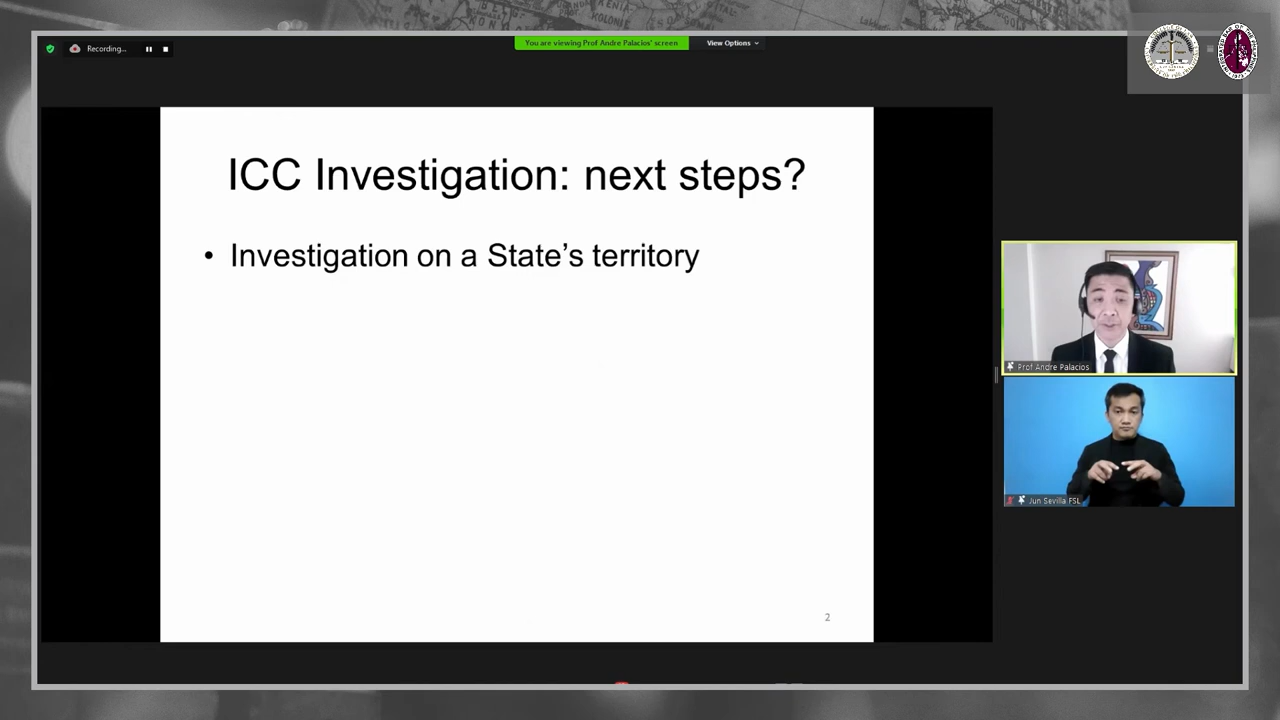 Recording...
You are viewing Prof Andre Palacios' screen
View Options
ICC Investigation: next steps?
• Investigation on a State's territory
2
Prof Andre Palacios
Jun Sevilla FSL